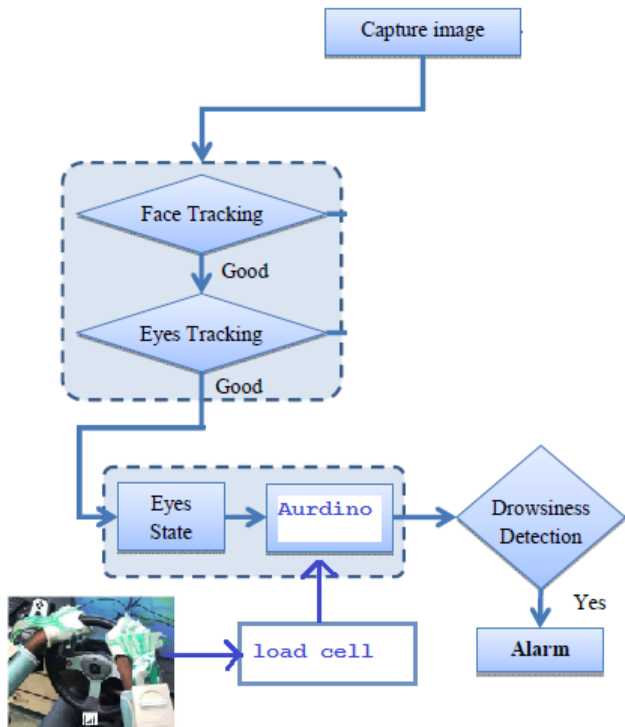 Capture image
Face Tracking
Good
Eyes Tracking
Good
Eyes
State
Aurdino
Drowsiness
Detection
Yes
Alarm
load cell